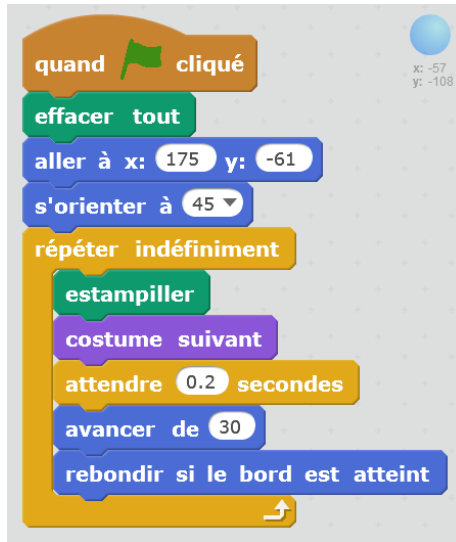 quand cliqué
x: -57
y: -108
effacer tout
aller à x: 175 y: -61
s'orienter à 45
répéter indéfiniment
estampiller
costume suivant
attendre 0.2 secondes
avancer de 30
rebondir si le bord est atteint